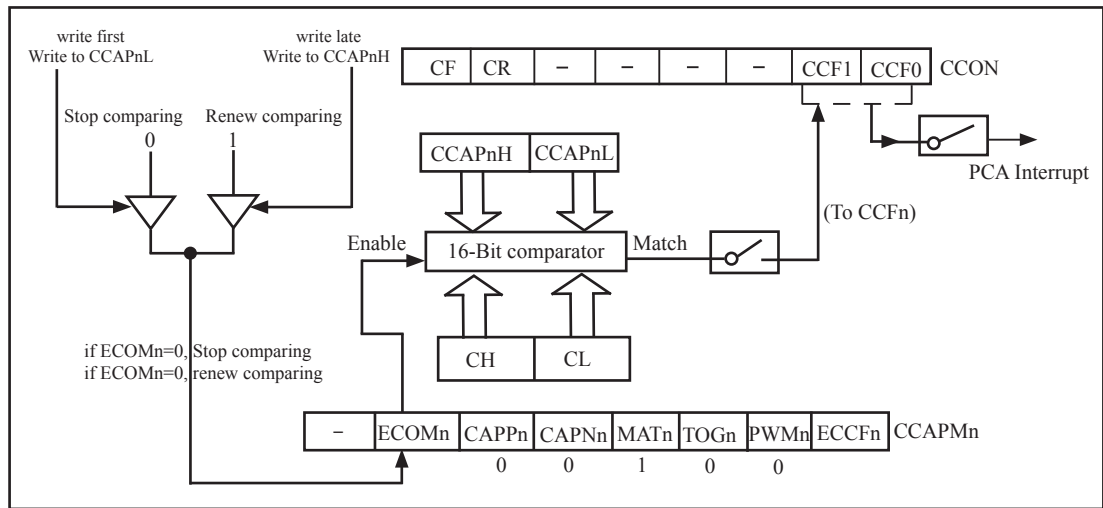 write first
Write to CCAPnL
write late
Write to CCAPnH
CF CR – – – – CCF1 CCF0 CCON
Stop comparing
0
Renew comparing
1
CCAPnH CCAPnL
PCA Interrupt
(To CCFn)
Enable
16-Bit comparator
Match
CH CL
if ECOMn=0, Stop comparing
if ECOMn=0, renew comparing
– ECOMn CAPPn CAPNn MATn TOGn PWMn ECCFn CCAPMn
0 0 1 0 0